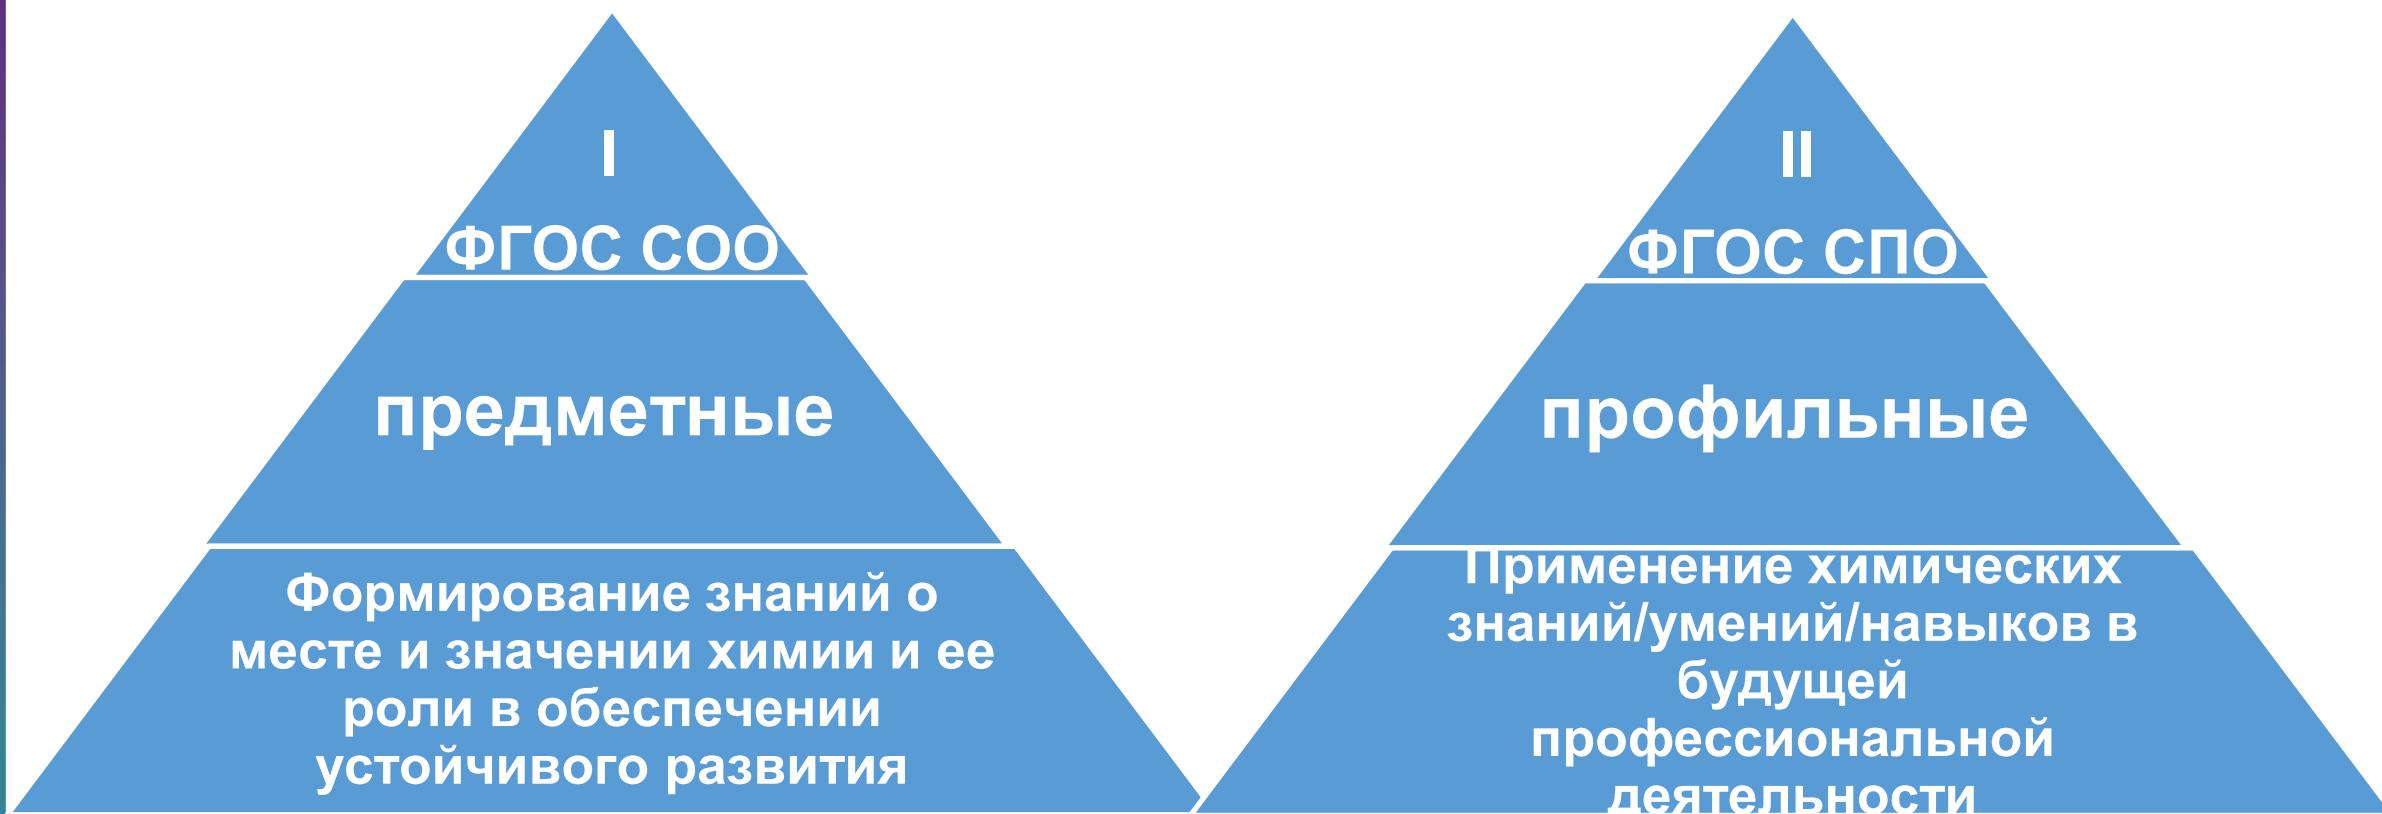 I
ФГОС СОО
предметные
Формирование знаний о
месте и значении химии и ее
роли в обеспечении
устойчивого развития
II
ФГОС СПО
профильные
Применение химических
знаний/умений/навыков в
будущей
профессиональной
деятельности